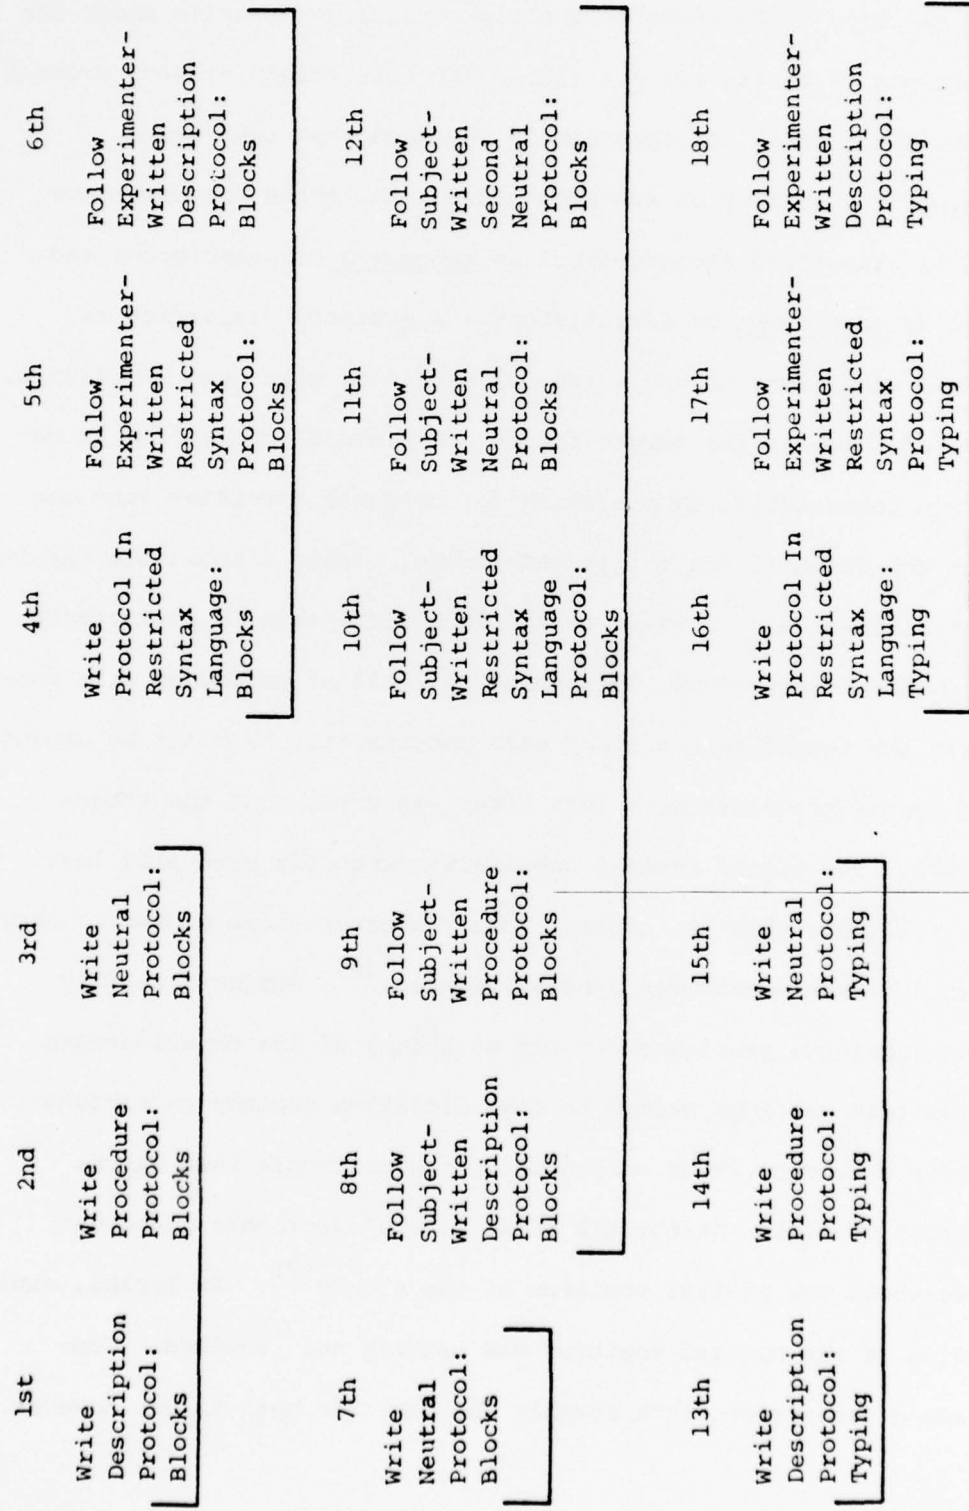 1st
Write
Description
Protocol:
Blocks
2nd
Write
Procedure
Protocol:
Blocks
3rd
Write
Neutral
Protocol:
Blocks
4th
Write
Protocol In
Restricted
Syntax
Language:
Blocks
5th
Follow
Experimenter-
Written
Restricted
Syntax
Protocol:
Blocks
6th
Follow
Experimenter-
Written
Description
Protocol:
Blocks
7th
Write
Neutral
Protocol:
Blocks
8th
Follow
Subject-
Written
Description
Protocol:
Blocks
9th
Follow
Subject-
Written
Procedure
Protocol:
Blocks
10th
Follow
Subject-
Written
Restricted
Syntax
Language
Protocol:
Blocks
11th
Follow
Subject-
Written
Neutral
Protocol:
Blocks
12th
Follow
Subject-
Written
Second
Neutral
Protocol:
Blocks
13th
Write
Description
Protocol:
Typing
14th
Write
Procedure
Protocol:
Typing
15th
Write
Neutral
Protocol:
Typing
16th
Write
Protocol In
Restricted
Syntax
Language:
Typing
17th
Follow
Experimenter-
Written
Restricted
Syntax
Protocol:
Typing
18th
Follow
Experimenter-
Written
Description
Protocol:
Typing